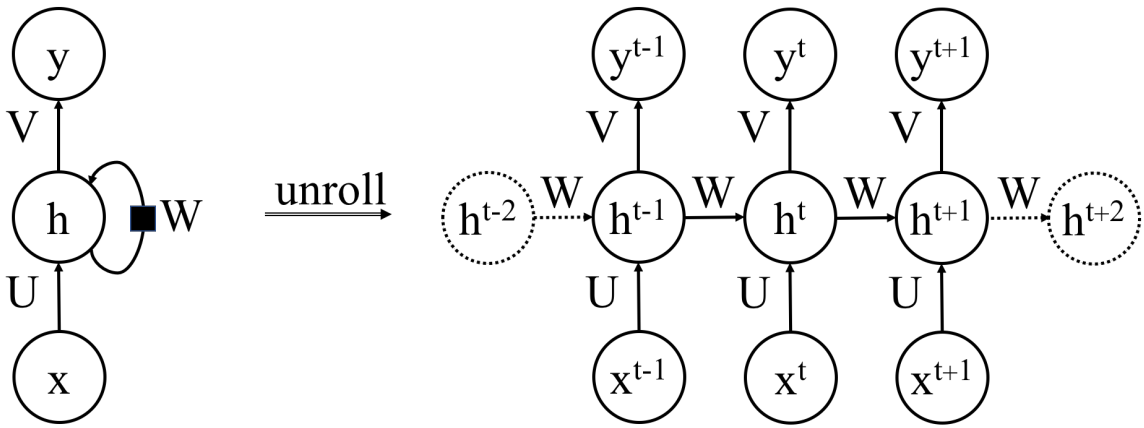 y y^t-1 y^t y^t+1
V V V V
h W unroll h^t-2 W h^t-1 W h^t W h^t+1 W h^t+2
U U U U
x x^t-1 x^t x^t+1